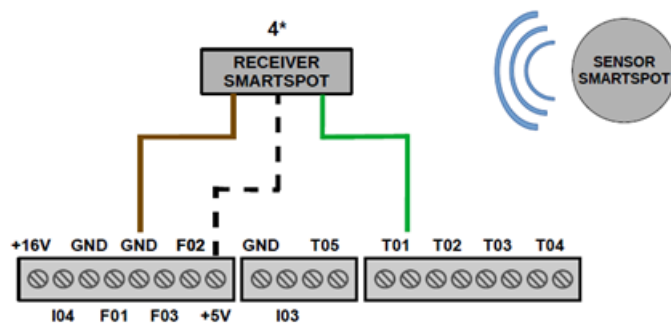 4*
RECEIVER
SMARTSPOT
SENSOR
SMARTSPOT
+16V GND GND F02 GND T05 T01 T02 T03 T04
I04 F01 F03 +5V I03